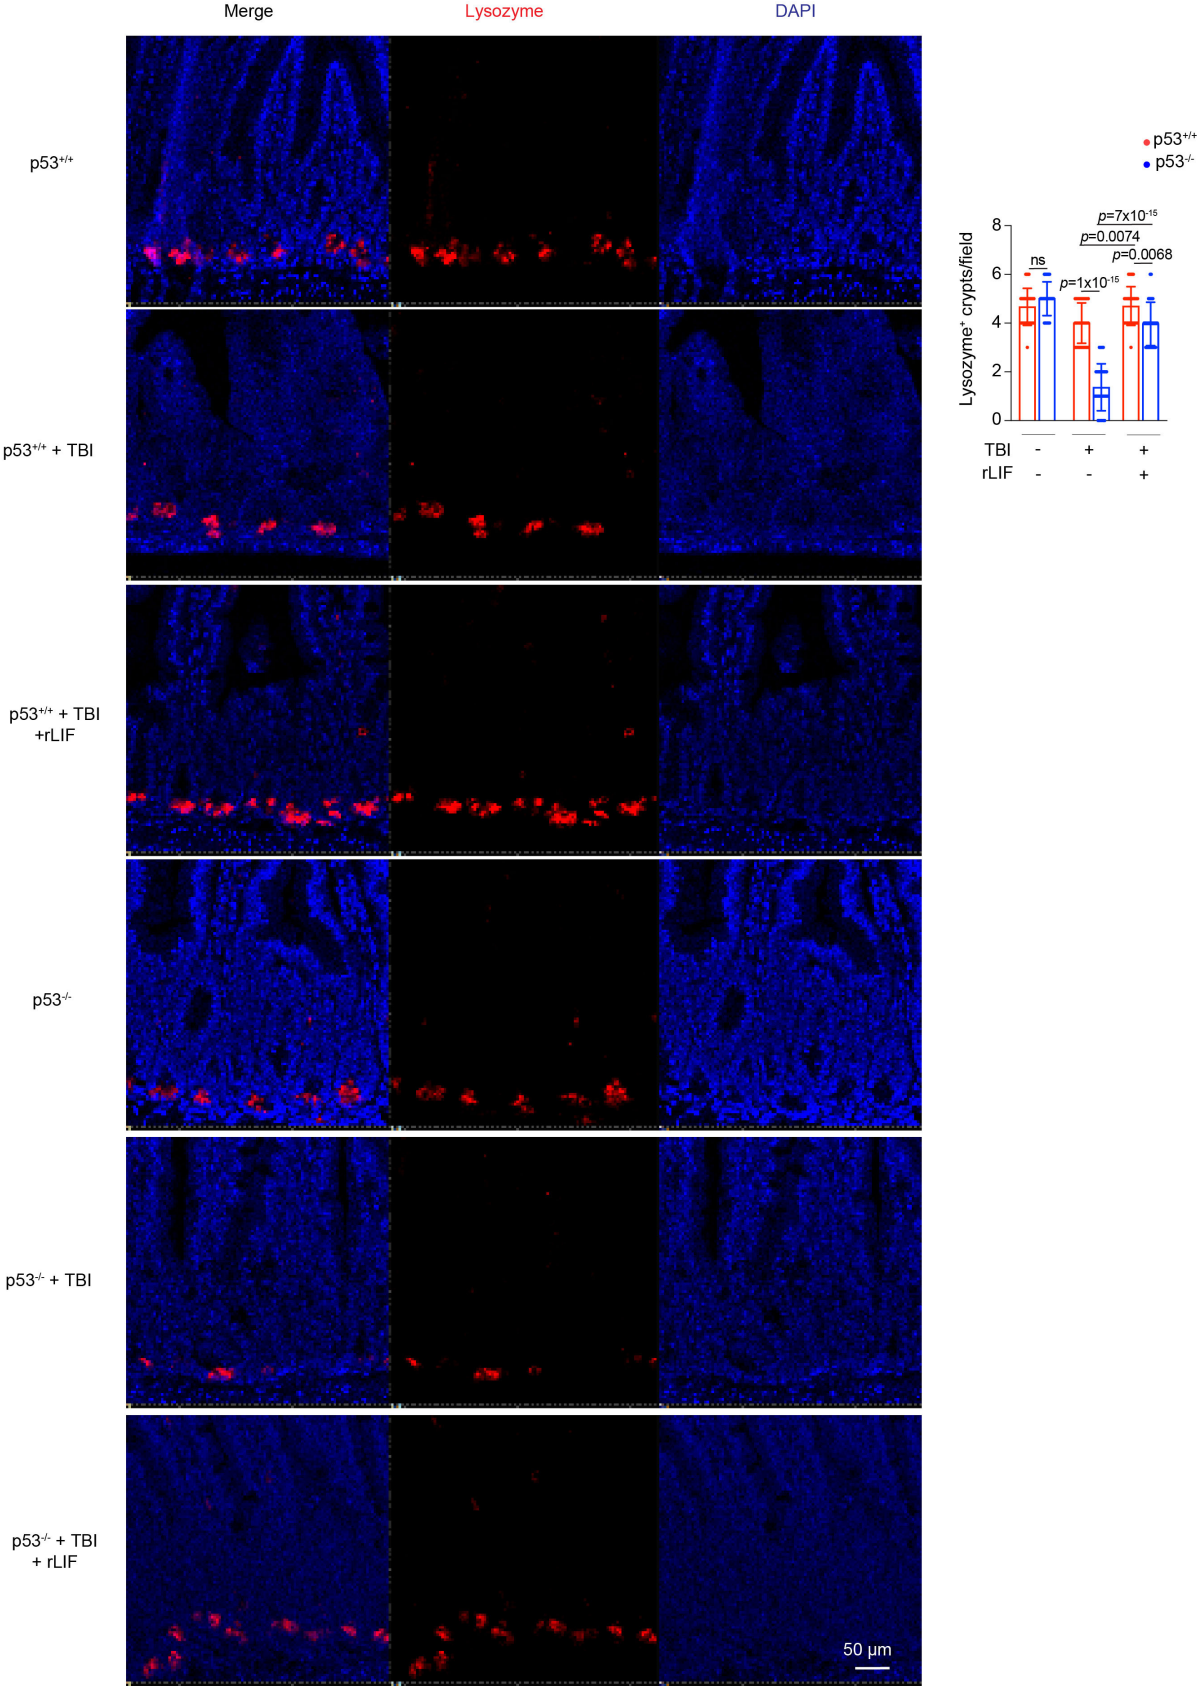 Merge Lysozyme DAPI
p53+/+
p53+/+ + TBI
p53+/+ + TBI
+rLIF
p53-/-
p53-/- + TBI
p53-/- + TBI
+ rLIF
50 μm
p53+/+
p53-/-
Lysozyme+ crypts/field
8
6
4
2
0
p=7x10-15
p=0.0074
p=0.0068
ns
p=1x10-15
TBI - + +
rLIF - - +